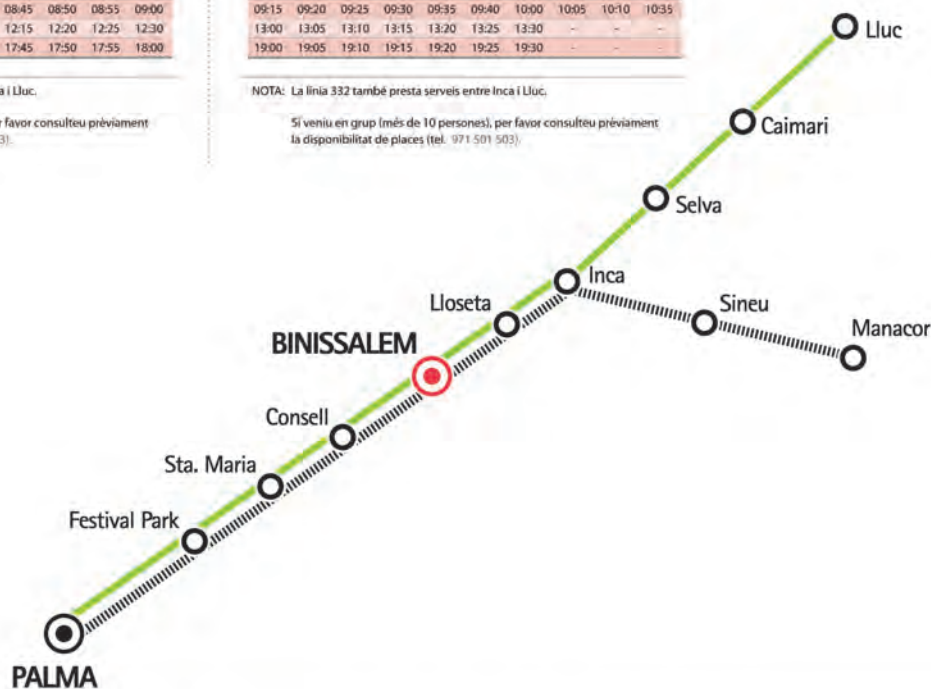 08:45 08:50 08:55 09:00
12:15 12:20 12:25 12:30
17:45 17:50 17:55 18:00
09:15 09:20 09:25 09:30 09:35 09:40 10:00 10:05 10:10 10:35
13:00 13:05 13:10 13:15 13:20 13:25 13:30 - - -
19:00 19:05 19:10 19:15 19:20 19:25 19:30 - - -
a i Lluc.
favor consulteu prèviament
3).
NOTA: La línia 332 també presta serveis entre Inca i Lluc.
Si veniu en grup (més de 10 persones), per favor consulteu prèviament
la disponibilitat de places (tel. 971 501 503).
Lluc
Caimari
Selva
Inca
Lloseta
Sineu
Manacor
BINISSALEM
Consell
Sta. Maria
Festival Park
PALMA